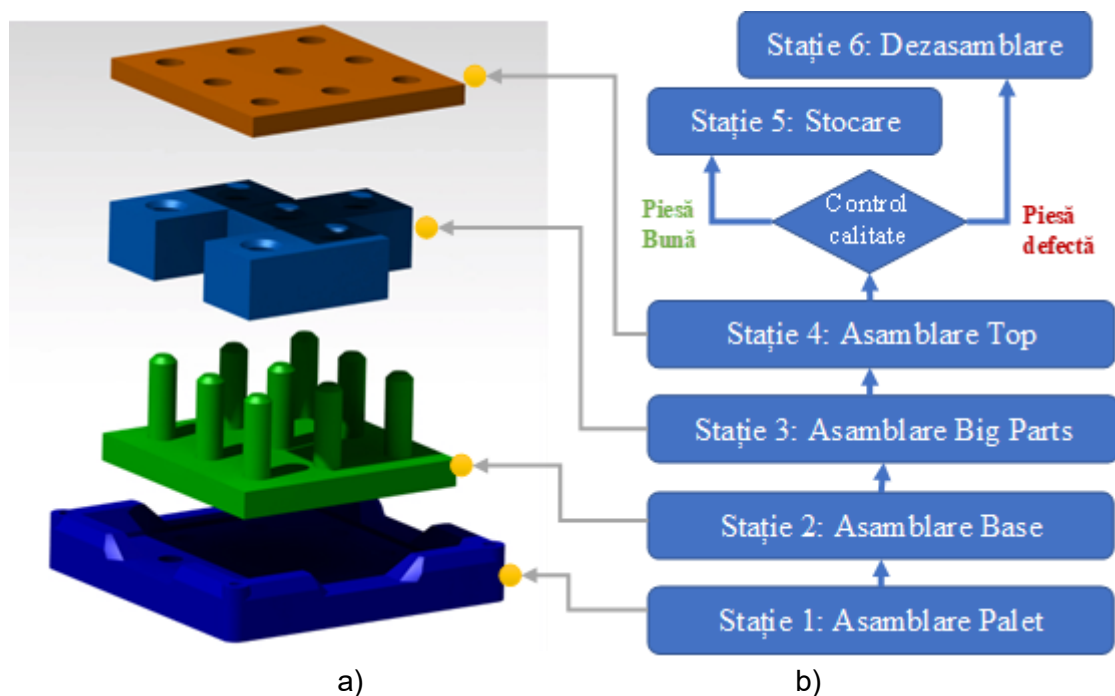 Stație 6: Dezasamblare
Stație 5: Stocare
Piesă
Bună
Control
calitate
Piesă
defectă
Stație 4: Asamblare Top
Stație 3: Asamblare Big Parts
Stație 2: Asamblare Base
Stație 1: Asamblare Palet
a)
b)